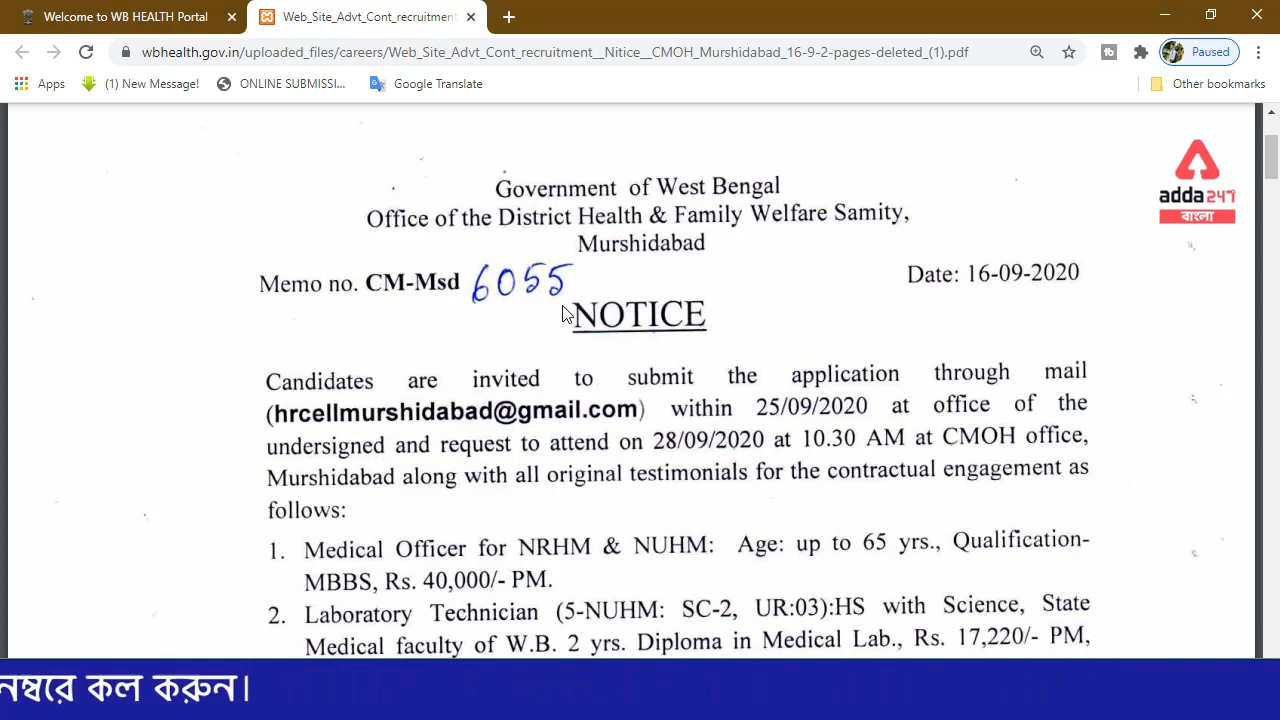 Welcome to WB HEALTH Portal
Web_Site_Advt_Cont_recruitment
wbhealth.gov.in/uploaded_files/careers/Web_Site_Advt_Cont_recruitment__Nitice__CMOH_Murshidabad_16-9-2-pages-deleted_(1).pdf
Paused
Apps
(1) New Message!
ONLINE SUBMISSI...
Google Translate
Other bookmarks
adda247
বাংলা
Government of West Bengal
Office of the District Health & Family Welfare Samity,
Murshidabad
Memo no. CM-Msd 6055
Date: 16-09-2020
NOTICE
Candidates are invited to submit the application through mail
(hrcellmurshidabad@gmail.com) within 25/09/2020 at office of the
undersigned and request to attend on 28/09/2020 at 10.30 AM at CMOH office,
Murshidabad along with all original testimonials for the contractual engagement as
follows:
1. Medical Officer for NRHM & NUHM: Age: up to 65 yrs., Qualification-
MBBS, Rs. 40,000/- PM.
2. Laboratory Technician (5-NUHM: SC-2, UR:03):HS with Science, State
Medical faculty of W.B. 2 yrs. Diploma in Medical Lab., Rs. 17,220/- PM,
নম্বরে কল করুন।